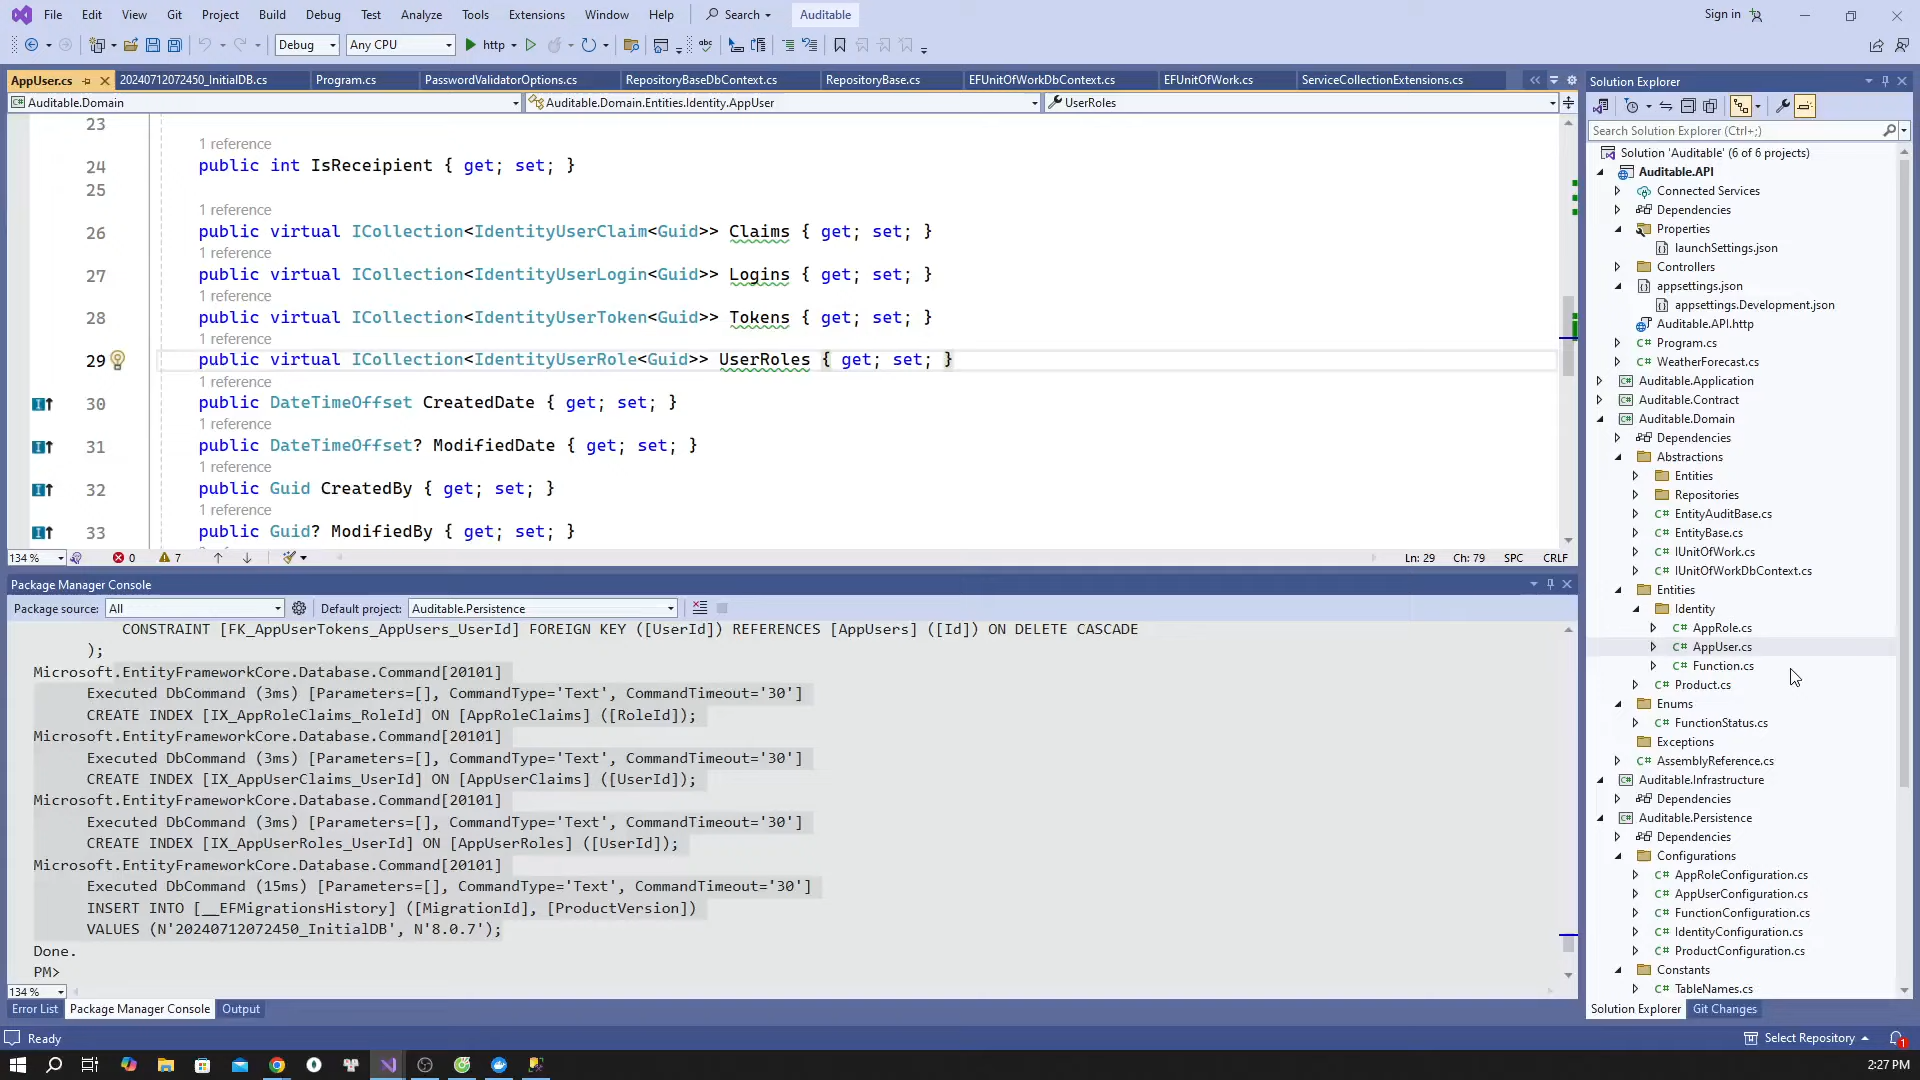 File Edit View Git Project Build Debug Test Analyze Tools Extensions Window Help Search Auditable Sign in
Debug Any CPU http
AppUser.cs 20240712072450_InitialDB.cs Program.cs PasswordValidatorOptions.cs RepositoryBaseDbContext.cs RepositoryBase.cs EFUnitOfWorkDbContext.cs EFUnitOfWork.cs ServiceCollectionExtensions.cs
Auditable.Domain Auditable.Domain.Entities.Identity.AppUser UserRoles
23
1 reference
24 public int IsReceipient { get; set; }
25
1 reference
26 public virtual ICollection<IdentityUserClaim<Guid>> Claims { get; set; }
1 reference
27 public virtual ICollection<IdentityUserLogin<Guid>> Logins { get; set; }
1 reference
28 public virtual ICollection<IdentityUserToken<Guid>> Tokens { get; set; }
1 reference
29 public virtual ICollection<IdentityUserRole<Guid>> UserRoles { get; set; }
1 reference
30 public DateTimeOffset CreatedDate { get; set; }
1 reference
31 public DateTimeOffset? ModifiedDate { get; set; }
1 reference
32 public Guid CreatedBy { get; set; }
1 reference
33 public Guid? ModifiedBy { get; set; }
134 % 0 7 Ln: 29 Ch: 79 SPC CRLF
Package Manager Console
Package source: All Default project: Auditable.Persistence
CONSTRAINT [FK_AppUserTokens_AppUsers_UserId] FOREIGN KEY ([UserId]) REFERENCES [AppUsers] ([Id]) ON DELETE CASCADE
);
Microsoft.EntityFrameworkCore.Database.Command[20101]
Executed DbCommand (3ms) [Parameters=[], CommandType='Text', CommandTimeout='30']
CREATE INDEX [IX_AppRoleClaims_RoleId] ON [AppRoleClaims] ([RoleId]);
Microsoft.EntityFrameworkCore.Database.Command[20101]
Executed DbCommand (3ms) [Parameters=[], CommandType='Text', CommandTimeout='30']
CREATE INDEX [IX_AppUserClaims_UserId] ON [AppUserClaims] ([UserId]);
Microsoft.EntityFrameworkCore.Database.Command[20101]
Executed DbCommand (3ms) [Parameters=[], CommandType='Text', CommandTimeout='30']
CREATE INDEX [IX_AppUserRoles_UserId] ON [AppUserRoles] ([UserId]);
Microsoft.EntityFrameworkCore.Database.Command[20101]
Executed DbCommand (15ms) [Parameters=[], CommandType='Text', CommandTimeout='30']
INSERT INTO [__EFMigrationsHistory] ([MigrationId], [ProductVersion])
VALUES (N'20240712072450_InitialDB', N'8.0.7');
Done.
PM>
134 %
Error List Package Manager Console Output
Solution Explorer
Search Solution Explorer (Ctrl+;)
Solution 'Auditable' (6 of 6 projects)
Auditable.API
Connected Services
Dependencies
Properties
launchSettings.json
Controllers
appsettings.json
appsettings.Development.json
Auditable.API.http
Program.cs
WeatherForecast.cs
Auditable.Application
Auditable.Contract
Auditable.Domain
Dependencies
Abstractions
Entities
Repositories
EntityAuditBase.cs
EntityBase.cs
IUnitOfWork.cs
IUnitOfWorkDbContext.cs
Entities
Identity
AppRole.cs
AppUser.cs
Function.cs
Product.cs
Enums
FunctionStatus.cs
Exceptions
AssemblyReference.cs
Auditable.Infrastructure
Dependencies
Auditable.Persistence
Dependencies
Configurations
AppRoleConfiguration.cs
AppUserConfiguration.cs
FunctionConfiguration.cs
IdentityConfiguration.cs
ProductConfiguration.cs
Constants
TableNames.cs
Solution Explorer Git Changes
Ready Select Repository 1
2:27 PM